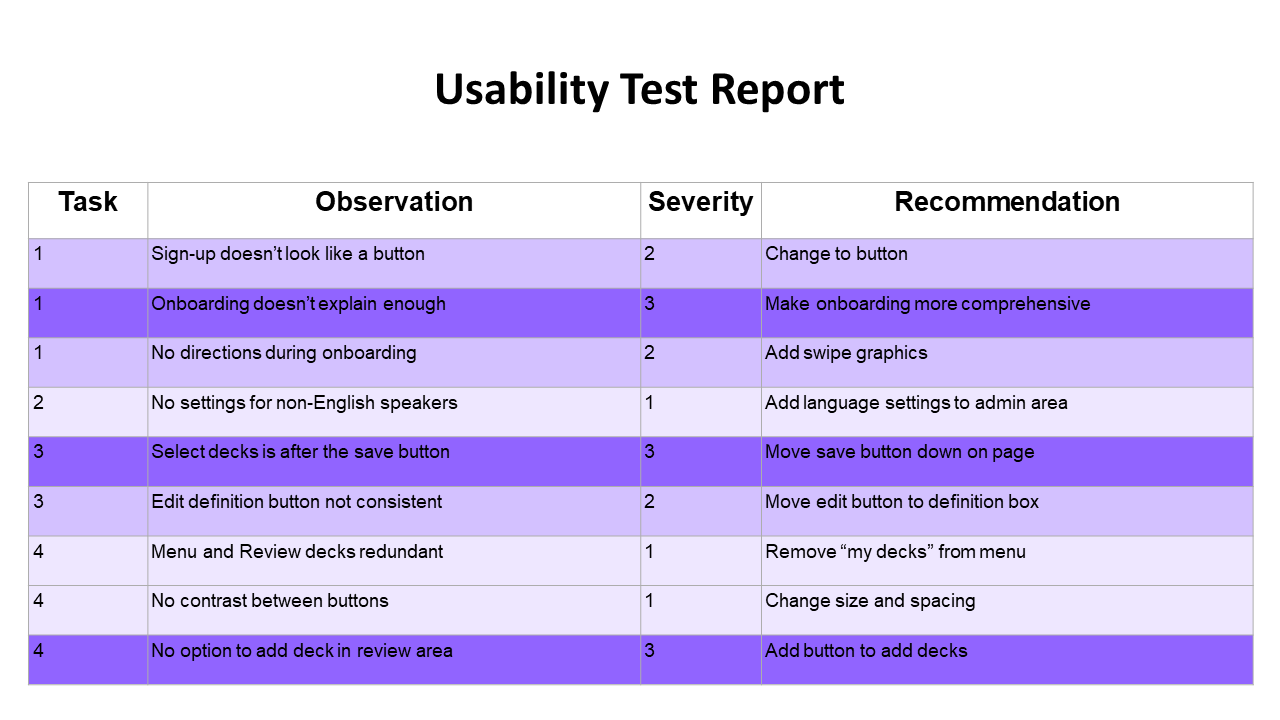 Usability Test Report
Task Observation Severity Recommendation
1 Sign-up doesn’t look like a button 2 Change to button
1 Onboarding doesn’t explain enough 3 Make onboarding more comprehensive
1 No directions during onboarding 2 Add swipe graphics
2 No settings for non-English speakers 1 Add language settings to admin area
3 Select decks is after the save button 3 Move save button down on page
3 Edit definition button not consistent 2 Move edit button to definition box
4 Menu and Review decks redundant 1 Remove “my decks” from menu
4 No contrast between buttons 1 Change size and spacing
4 No option to add deck in review area 3 Add button to add decks